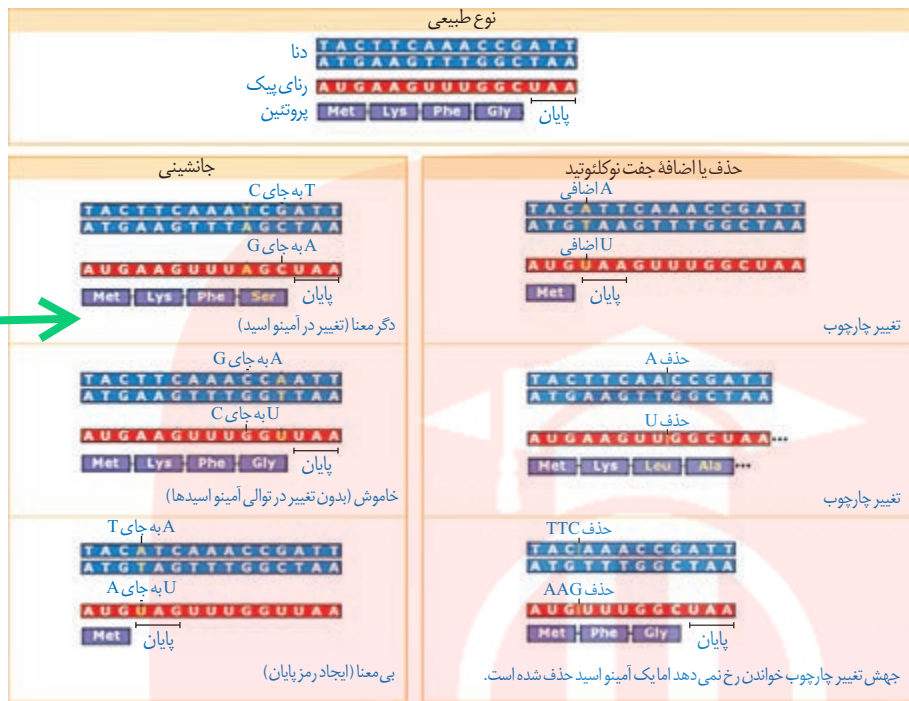 نوع طبیعی
دنا
TACTTCAAACCGATT
ATGAAGTTTGGCTAA
رنای پیک
AUGAAGUUUGGCUAA
پروتئین
Met Lys Phe Gly پایان
جانشینی
T به جای C
TACTTCAAATCGATT
ATGAAGTTTAGCTAA
A به جای G
AUGAAGUUUAGCUAA
Met Lys Phe Ser پایان
دگر معنا (تغییر در آمینو اسید)
A به جای G
TACTTCAAACCAATT
ATGAAGTTTGGTTAA
U به جای C
AUGAAGUUUGGUUAA
Met Lys Phe Gly پایان
خاموش (بدون تغییر در توالی آمینو اسیدها)
A به جای T
TACATCAAACCGATT
ATGTAGTTTGGCTAA
U به جای A
AUGUAGUUUGGUUAA
Met پایان
بی معنا (ایجاد رمز پایان)
حذف یا اضافهٔ جفت نوکلئوتید
A اضافی
TACATTCAAACCGATT
ATGTAAGTTTGGCTAA
U اضافی
AUGUAAGUUUGGCUAA
Met پایان
تغییر چارچوب
حذف A
TACTTCAACCGATT
ATGAAGTTGGCTAA
حذف U
AUGAAGUUGGCUAA•••
Met Lys Leu Ala •••
تغییر چارچوب
حذف TTC
TACAAACCGATT
ATGTTTGGCTAA
حذف AAG
AUGUUUGGCUAA
Met Phe Gly پایان
جهش تغییر چارچوب خواندن رخ نمی دهد اما یک آمینو اسید حذف شده است.